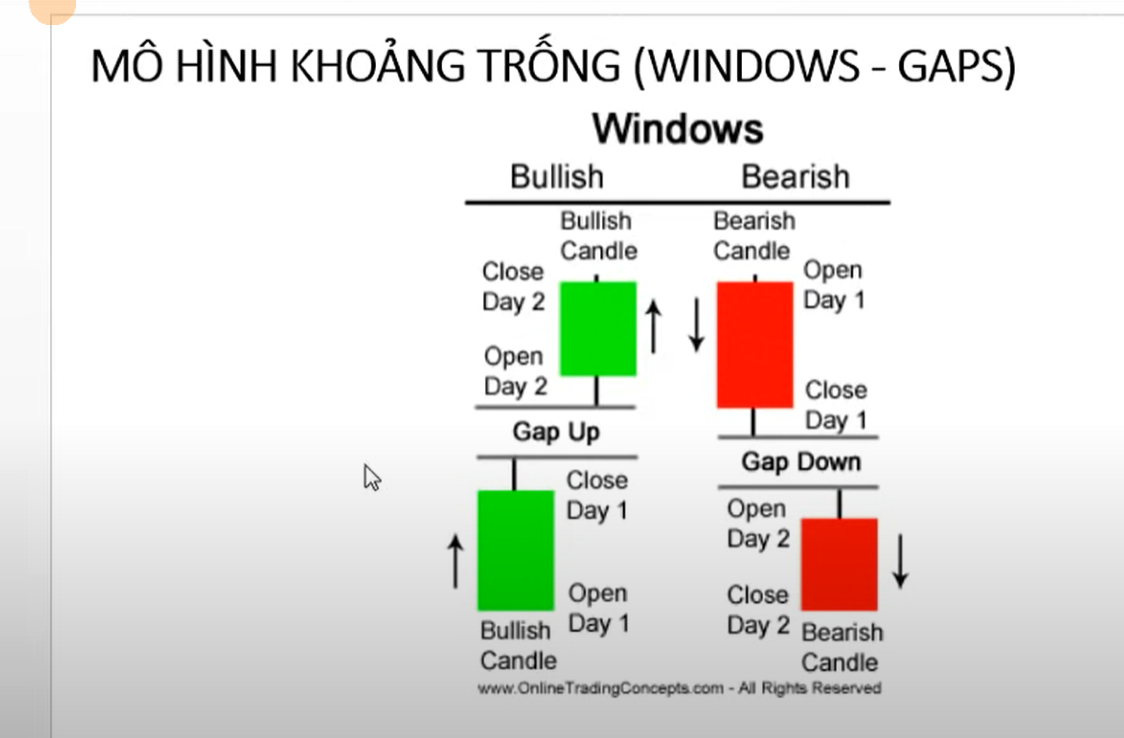 MÔ HÌNH KHOẢNG TRỐNG (WINDOWS - GAPS)
Windows
Bullish
Bearish
Bullish
Candle
Close
Day 2
Open
Day 2
Gap Up
Close
Day 1
Open
Day 1
Bullish
Candle
Bearish
Candle
Open
Day 1
Close
Day 1
Gap Down
Open
Day 2
Close
Day 2
Bearish
Candle
www.OnlineTradingConcepts.com - All Rights Reserved